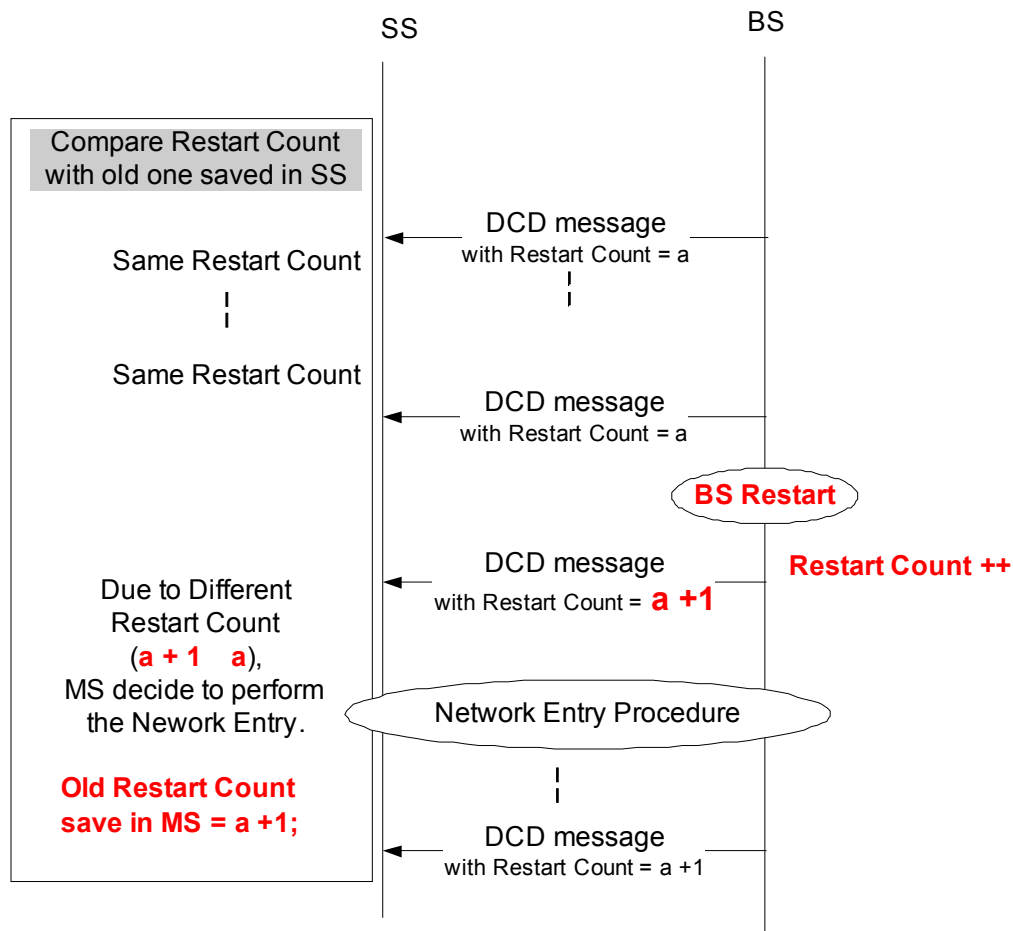 SS
BS
Compare Restart Count
with old one saved in SS
DCD message
with Restart Count = a
Same Restart Count
Same Restart Count
DCD message
with Restart Count = a
BS Restart
Restart Count ++
DCD message
with Restart Count = a +1
Due to Different
Restart Count
(a + 1 a),
MS decide to perform
the Nework Entry.
Network Entry Procedure
Old Restart Count
save in MS = a +1;
DCD message
with Restart Count = a +1